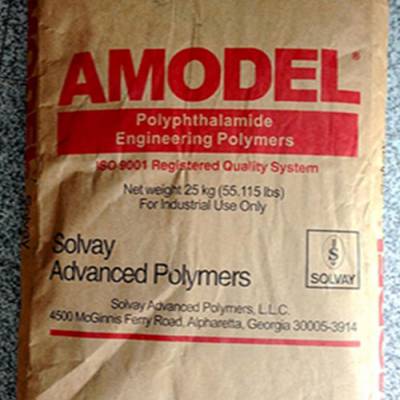 AMODEL®
Polyphthalamide
Engineering Polymers
ISO 9001 Registered Quality System
Net weight 25 kg (55.115 lbs)
For Industrial Use Only
Solvay
Advanced Polymers
S
SOLVAY
Solvay Advanced Polymers, L.L.C.
4500 McGinnis Ferry Road, Alpharetta, Georgia 30005-3914